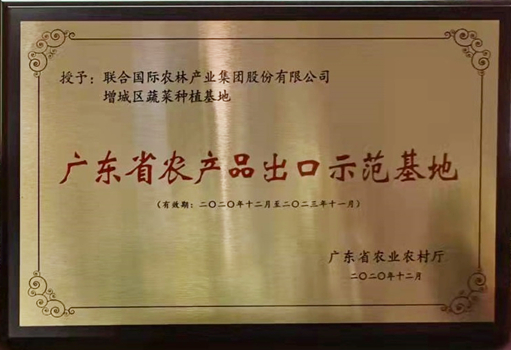 授予：联合国际农林产业集团股份有限公司
增城区蔬菜种植基地
广东省农产品出口示范基地
（有效期：二〇二〇年十二月至二〇二三年十一月）
广东省农业农村厅
二〇二〇年十二月